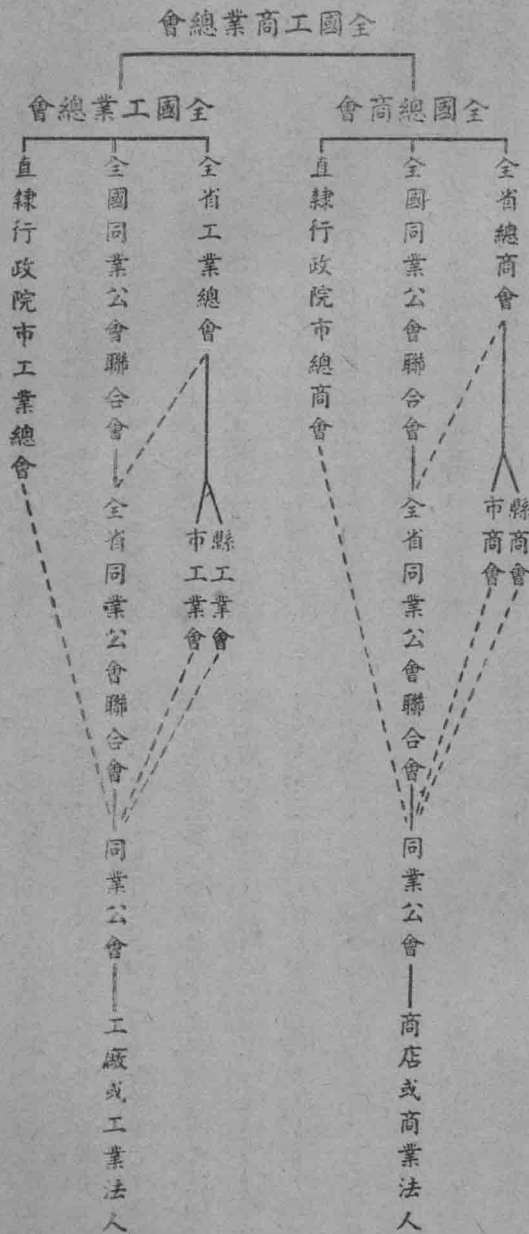 全國工商業總會
全國總商會
全國工業總會
全省總商會
全國同業公會聯合會
直隸行政院市總商會
縣商會
市商會
全省同業公會聯合會
同業公會
商店或商業法人
全省工業總會
全國同業公會聯合會
直隸行政院市工業總會
縣工業會
市工業會
全省同業公會聯合會
同業公會
工廠或工業法人